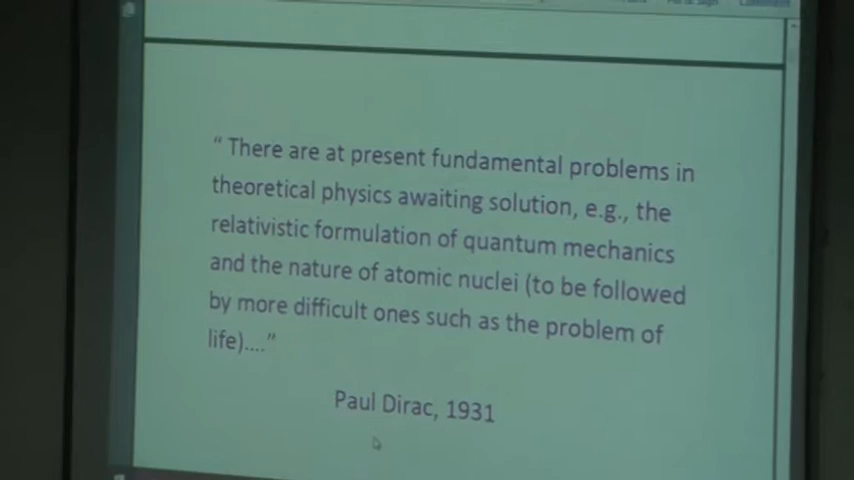 “ There are at present fundamental problems in
theoretical physics awaiting solution, e.g., the
relativistic formulation of quantum mechanics
and the nature of atomic nuclei (to be followed
by more difficult ones such as the problem of
life)....”
Paul Dirac, 1931